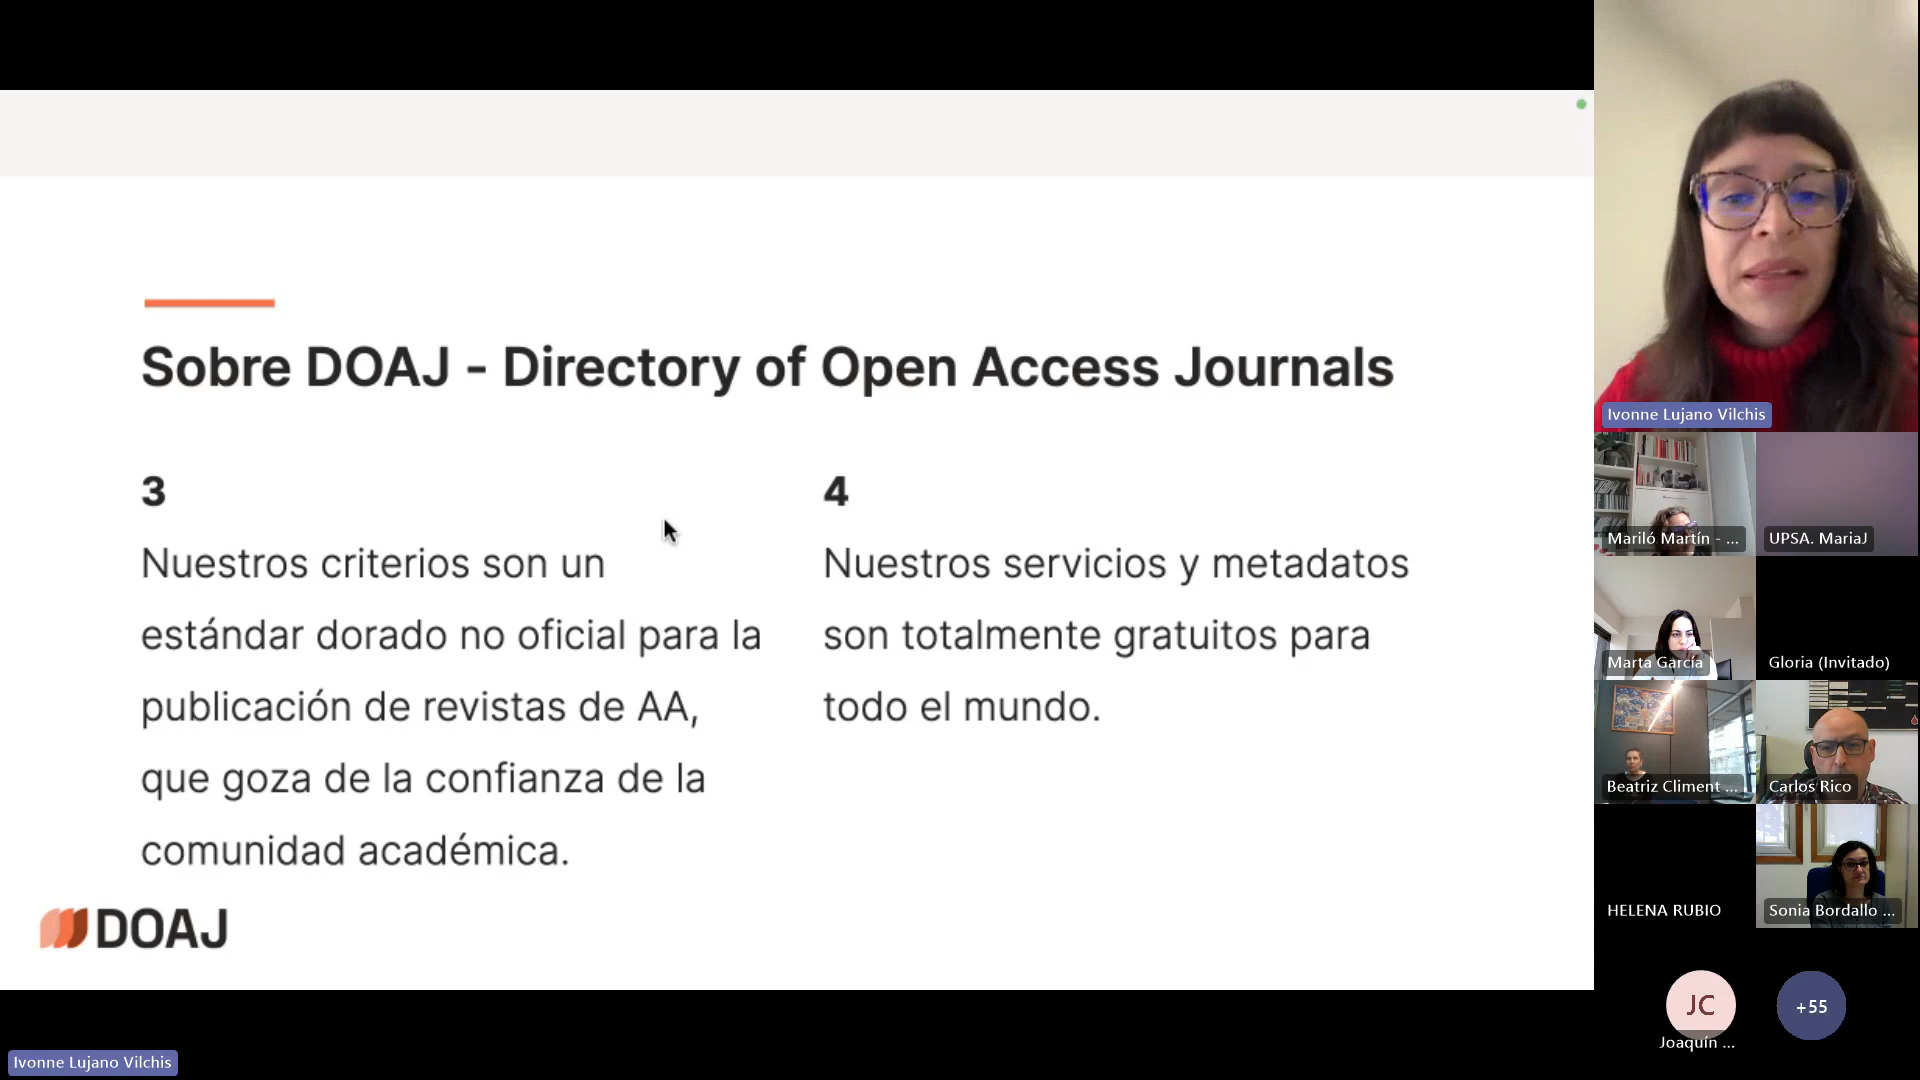 Sobre DOAJ - Directory of Open Access Journals
3
Nuestros criterios son un
estándar dorado no oficial para la
publicación de revistas de AA,
que goza de la confianza de la
comunidad académica.
4
Nuestros servicios y metadatos
son totalmente gratuitos para
todo el mundo.
DOAJ
Ivonne Lujano Vilchis
Ivonne Lujano Vilchis
Mariló Martín - ...
UPSA. MariaJ
Marta García
Gloria (Invitado)
Beatriz Climent ...
Carlos Rico
HELENA RUBIO
Sonia Bordallo ...
JC
Joaquín ...
+55